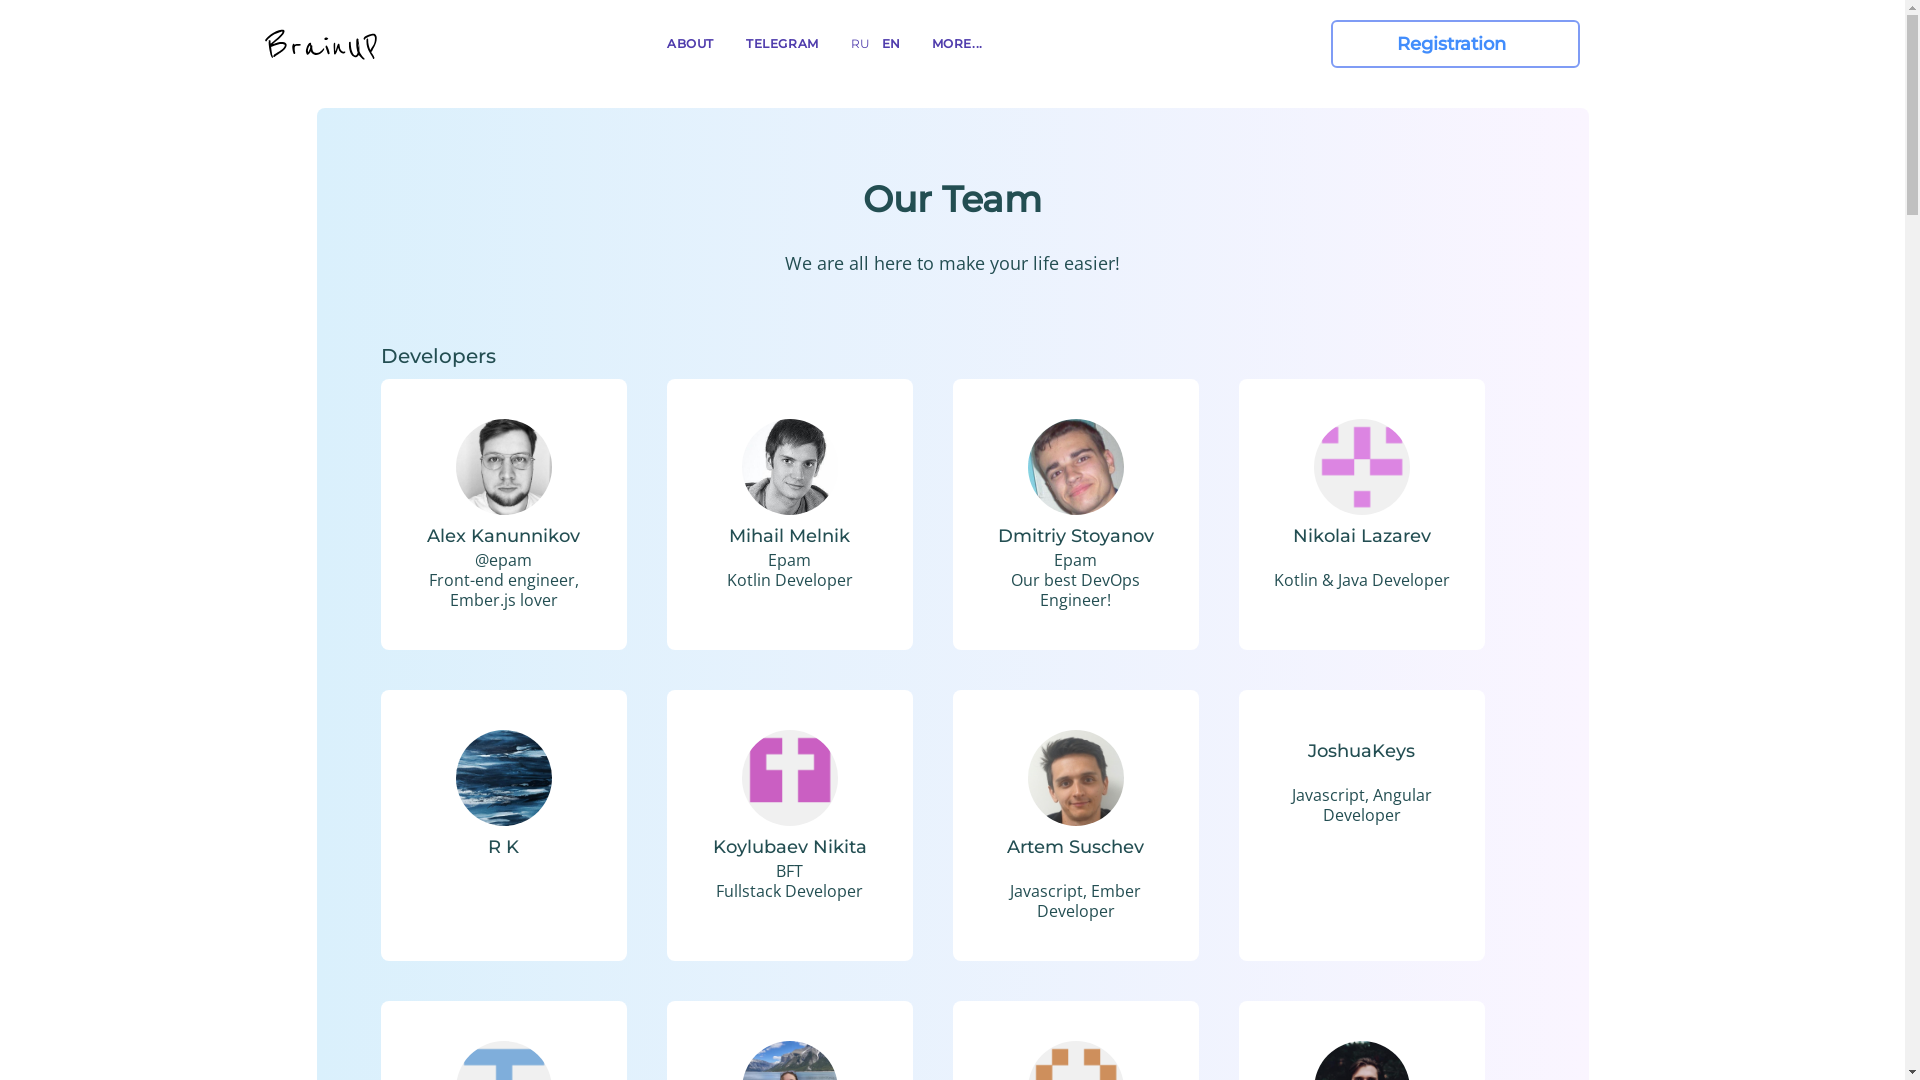 BrainUP
ABOUT
TELEGRAM
RU
EN
MORE...
Registration
Our Team
We are all here to make your life easier!
Developers
Alex Kanunnikov
@epam
Front-end engineer,
Ember.js lover
Mihail Melnik
Epam
Kotlin Developer
Dmitriy Stoyanov
Epam
Our best DevOps
Engineer!
Nikolai Lazarev
Kotlin & Java Developer
R K
Koylubaev Nikita
BFT
Fullstack Developer
Artem Suschev
Javascript, Ember
Developer
JoshuaKeys
Javascript, Angular
Developer